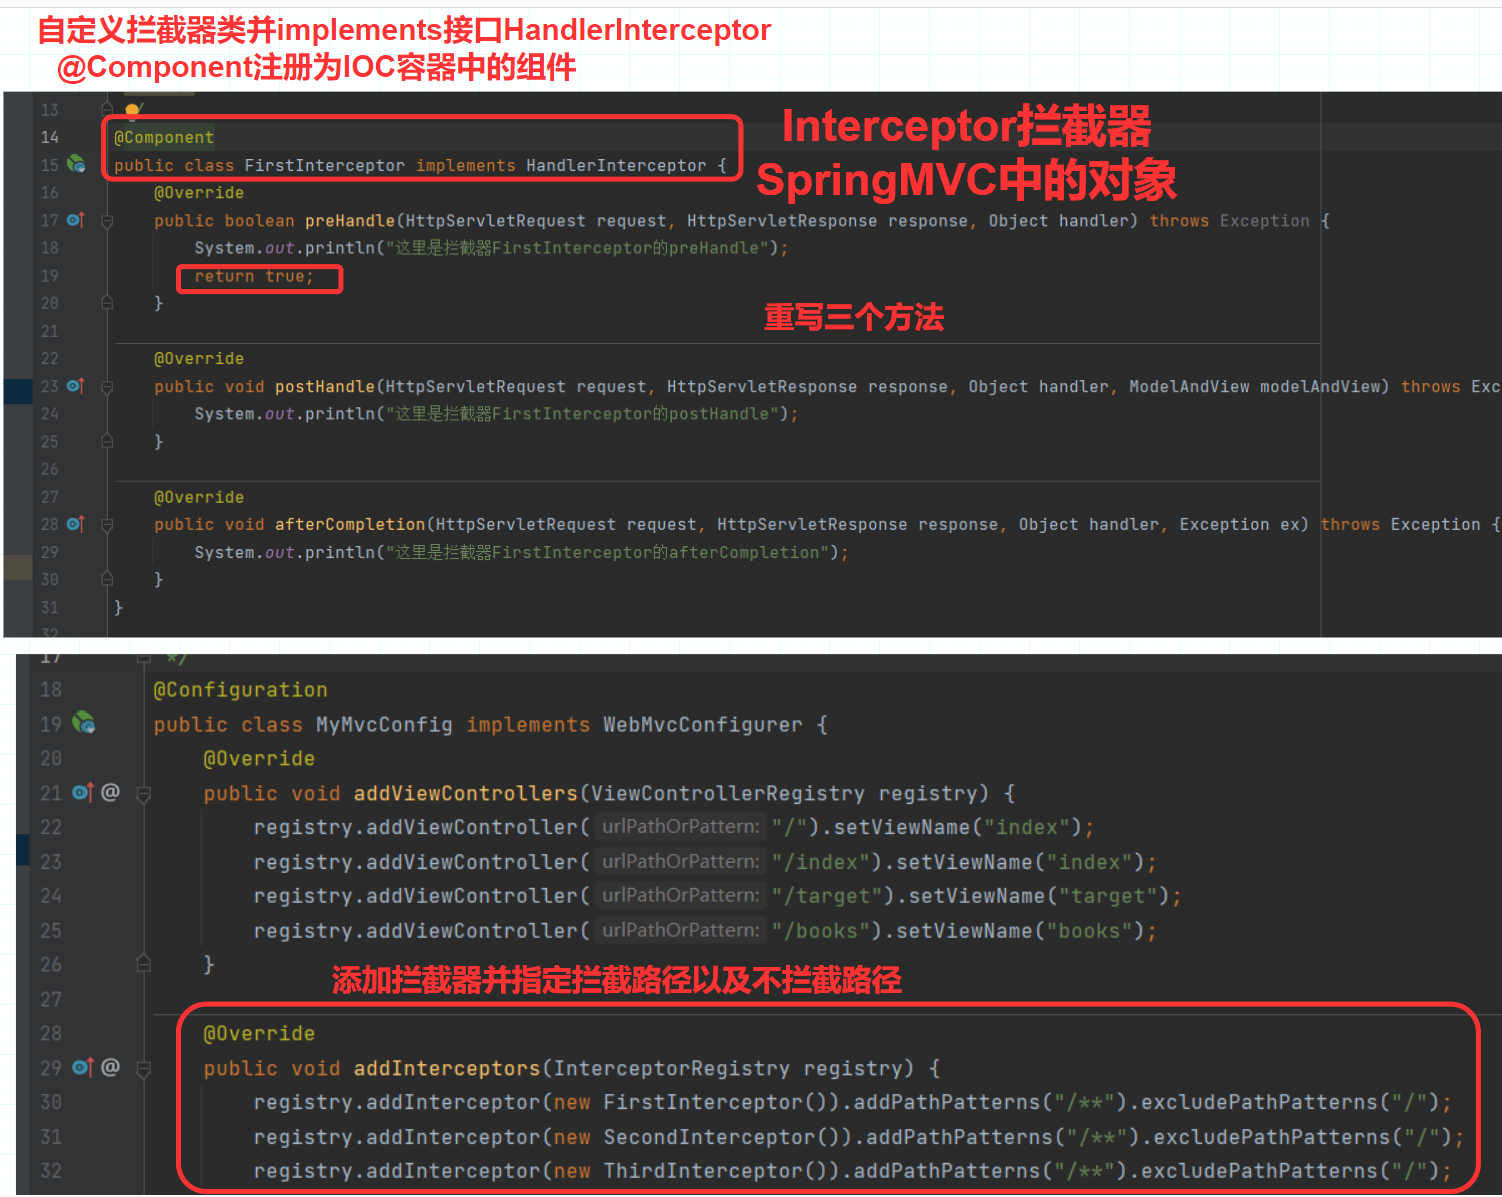 自定义拦截器类并implements接口HandlerInterceptor
@Component注册为IOC容器中的组件
13 /
14 @Component
Interceptor拦截器
15 public class FirstInterceptor implements HandlerInterceptor {
SpringMVC中的对象
16 @Override
17 public boolean preHandle(HttpServletRequest request, HttpServletResponse response, Object handler) throws Exception {
18 System.out.println("这里是拦截器FirstInterceptor的preHandle");
19 return true;
20 }
重写三个方法
21
22 @Override
23 public void postHandle(HttpServletRequest request, HttpServletResponse response, Object handler, ModelAndView modelAndView) throws Exc
24 System.out.println("这里是拦截器FirstInterceptor的postHandle");
25 }
26
27 @Override
28 public void afterCompletion(HttpServletRequest request, HttpServletResponse response, Object handler, Exception ex) throws Exception {
29 System.out.println("这里是拦截器FirstInterceptor的afterCompletion");
30 }
31 }
32
17 */
18 @Configuration
19 public class MyMvcConfig implements WebMvcConfigurer {
20 @Override
21 @ public void addViewControllers(ViewControllerRegistry registry) {
22 registry.addViewController( urlPathOrPattern: "/").setViewName("index");
23 registry.addViewController( urlPathOrPattern: "/index").setViewName("index");
24 registry.addViewController( urlPathOrPattern: "/target").setViewName("target");
25 registry.addViewController( urlPathOrPattern: "/books").setViewName("books");
26 }
添加拦截器并指定拦截路径以及不拦截路径
27
28 @Override
29 @ public void addInterceptors(InterceptorRegistry registry) {
30 registry.addInterceptor(new FirstInterceptor()).addPathPatterns("/**").excludePathPatterns("/");
31 registry.addInterceptor(new SecondInterceptor()).addPathPatterns("/**").excludePathPatterns("/");
32 registry.addInterceptor(new ThirdInterceptor()).addPathPatterns("/**").excludePathPatterns("/");